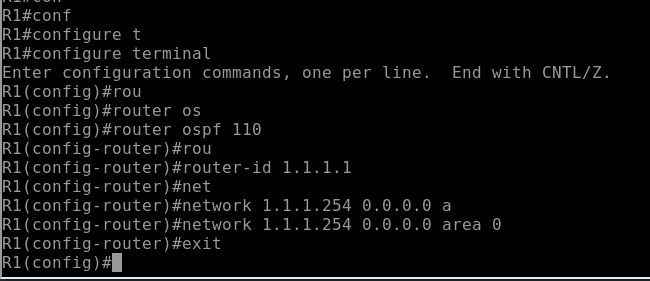 R1#conf
R1#configure t
R1#configure terminal
Enter configuration commands, one per line.  End with CNTL/Z.
R1(config)#rou
R1(config)#router os
R1(config)#router ospf 110
R1(config-router)#rou
R1(config-router)#router-id 1.1.1.1
R1(config-router)#net
R1(config-router)#network 1.1.1.254 0.0.0.0 a
R1(config-router)#network 1.1.1.254 0.0.0.0 area 0
R1(config-router)#exit
R1(config)#